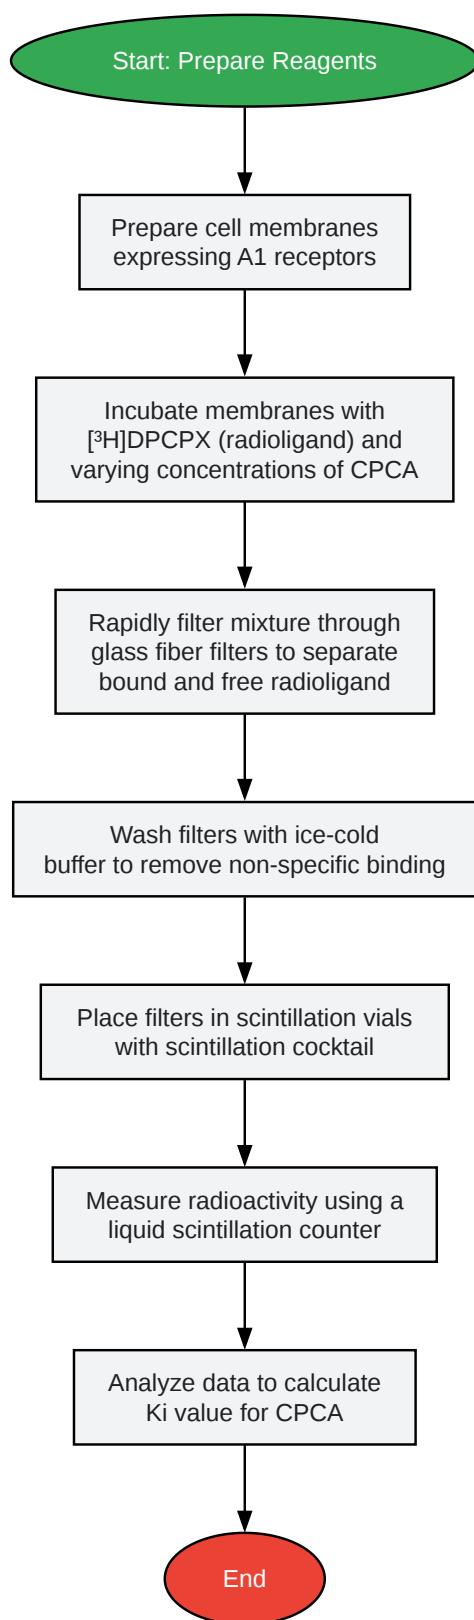 Start: Prepare Reagents
Prepare cell membranes
expressing A1 receptors
Incubate membranes with
[³H]DPCPX (radioligand) and
varying concentrations of CPCA
Rapidly filter mixture through
glass fiber filters to separate
bound and free radioligand
Wash filters with ice-cold
buffer to remove non-specific binding
Place filters in scintillation vials
with scintillation cocktail
Measure radioactivity using a
liquid scintillation counter
Analyze data to calculate
Ki value for CPCA
End